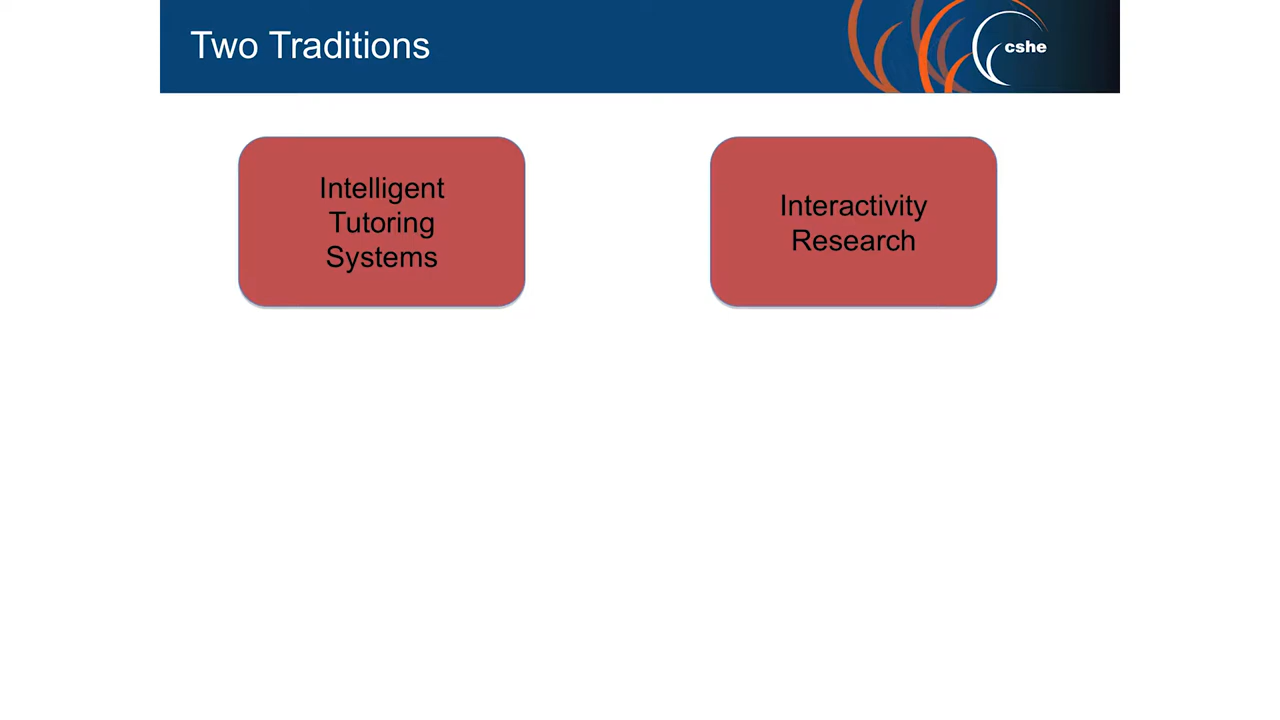 Two Traditions
cshe
Intelligent
Tutoring
Systems
Interactivity
Research